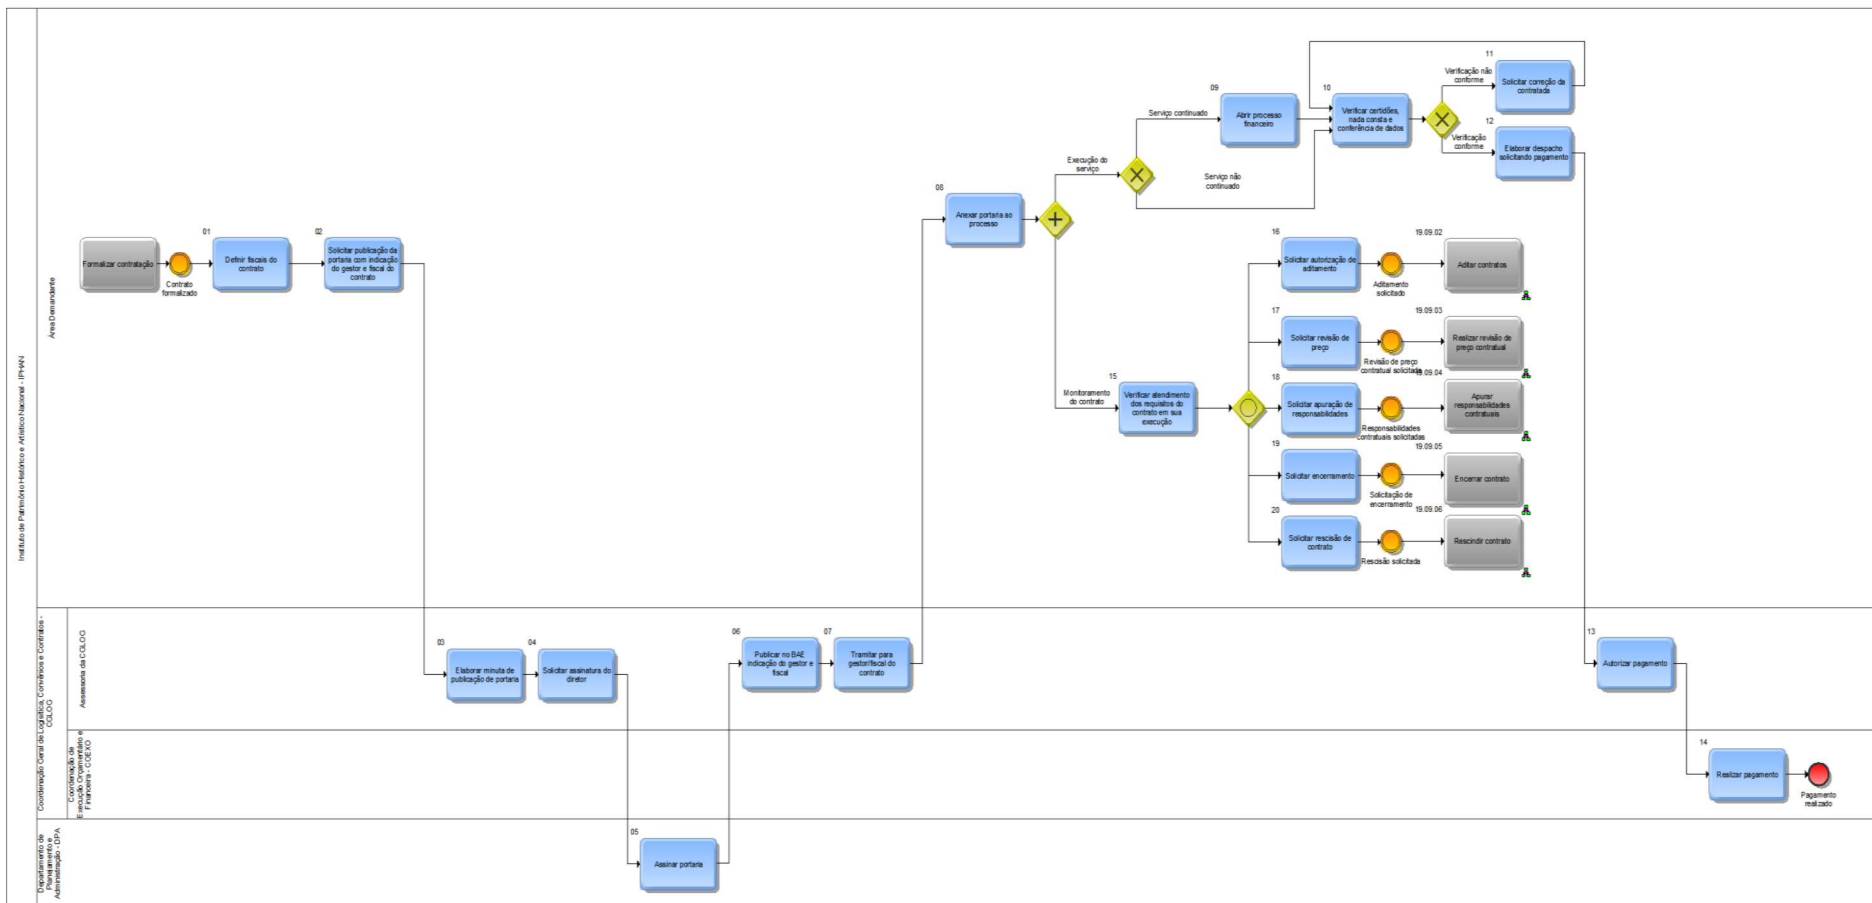 Instituto de Patrimônio Histórico e Artístico Nacional - IPHAN
Área Demandante
Formalizar contratação
Contrato
formalizado
01
Definir fiscais do
contrato
02
Solicitar publicação da
portaria com indicação
do gestor e fiscal do
contrato
08
Anexar portaria ao
processo
Execução do
serviço
Monitoramento
do contrato
Serviço continuado
Serviço não
continuado
09
Abrir processo
financeiro
10
Verificar certidões,
nada consta e
conferência de dados
Verificação não
conforme
Verificação
conforme
11
Solicitar correção da
contratada
12
Elaborar despacho
solicitando pagamento
15
Verificar atendimento
dos requisitos do
contrato em sua
execução
16
Solicitar autorização de
aditamento
Aditamento
solicitado
19.09.02
Aditar contratos
17
Solicitar revisão de
preço
Revisão de preço
contratual solicitada
19.09.03
Realizar revisão de
preço contratual
18
Solicitar apuração de
responsabilidades
Responsabilidades
contratuais solicitadas
19.09.04
Apurar
responsabilidades
contratuais
19
Solicitar encerramento
Solicitação de
encerramento
19.09.05
Encerrar contrato
20
Solicitar rescisão de
contrato
Rescisão solicitada
19.09.06
Rescindir contrato
Coordenação Geral de Logística, Convênios e Contratos -
CGLOG
Assessoria da CGLOG
03
Elaborar minuta de
publicação de portaria
04
Solicitar assinatura do
diretor
06
Publicar no BAE
indicação do gestor e
fiscal
07
Tramitar para
gestor/fiscal do
contrato
13
Autorizar pagamento
Coordenação de
Execução Orçamentário e
Financeira - COEXO
14
Realizar pagamento
Pagamento
realizado
Departamento de
Planejamento e
Administração - DPA
05
Assinar portaria